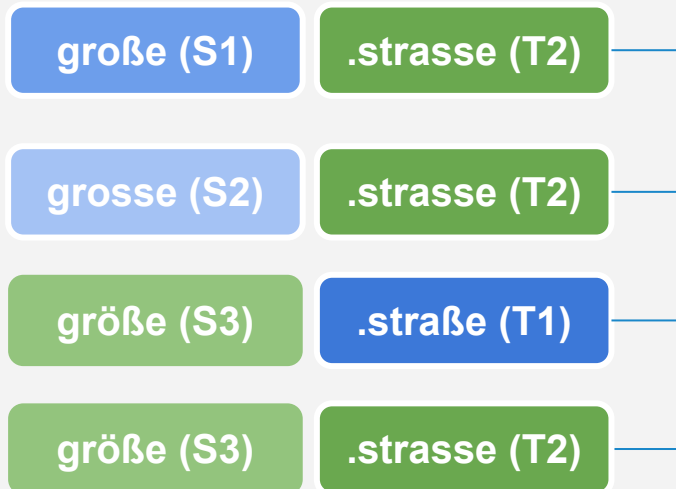 große (S1) .strasse (T2)
grosse (S2) .strasse (T2)
größe (S3) .straße (T1)
größe (S3) .strasse (T2)